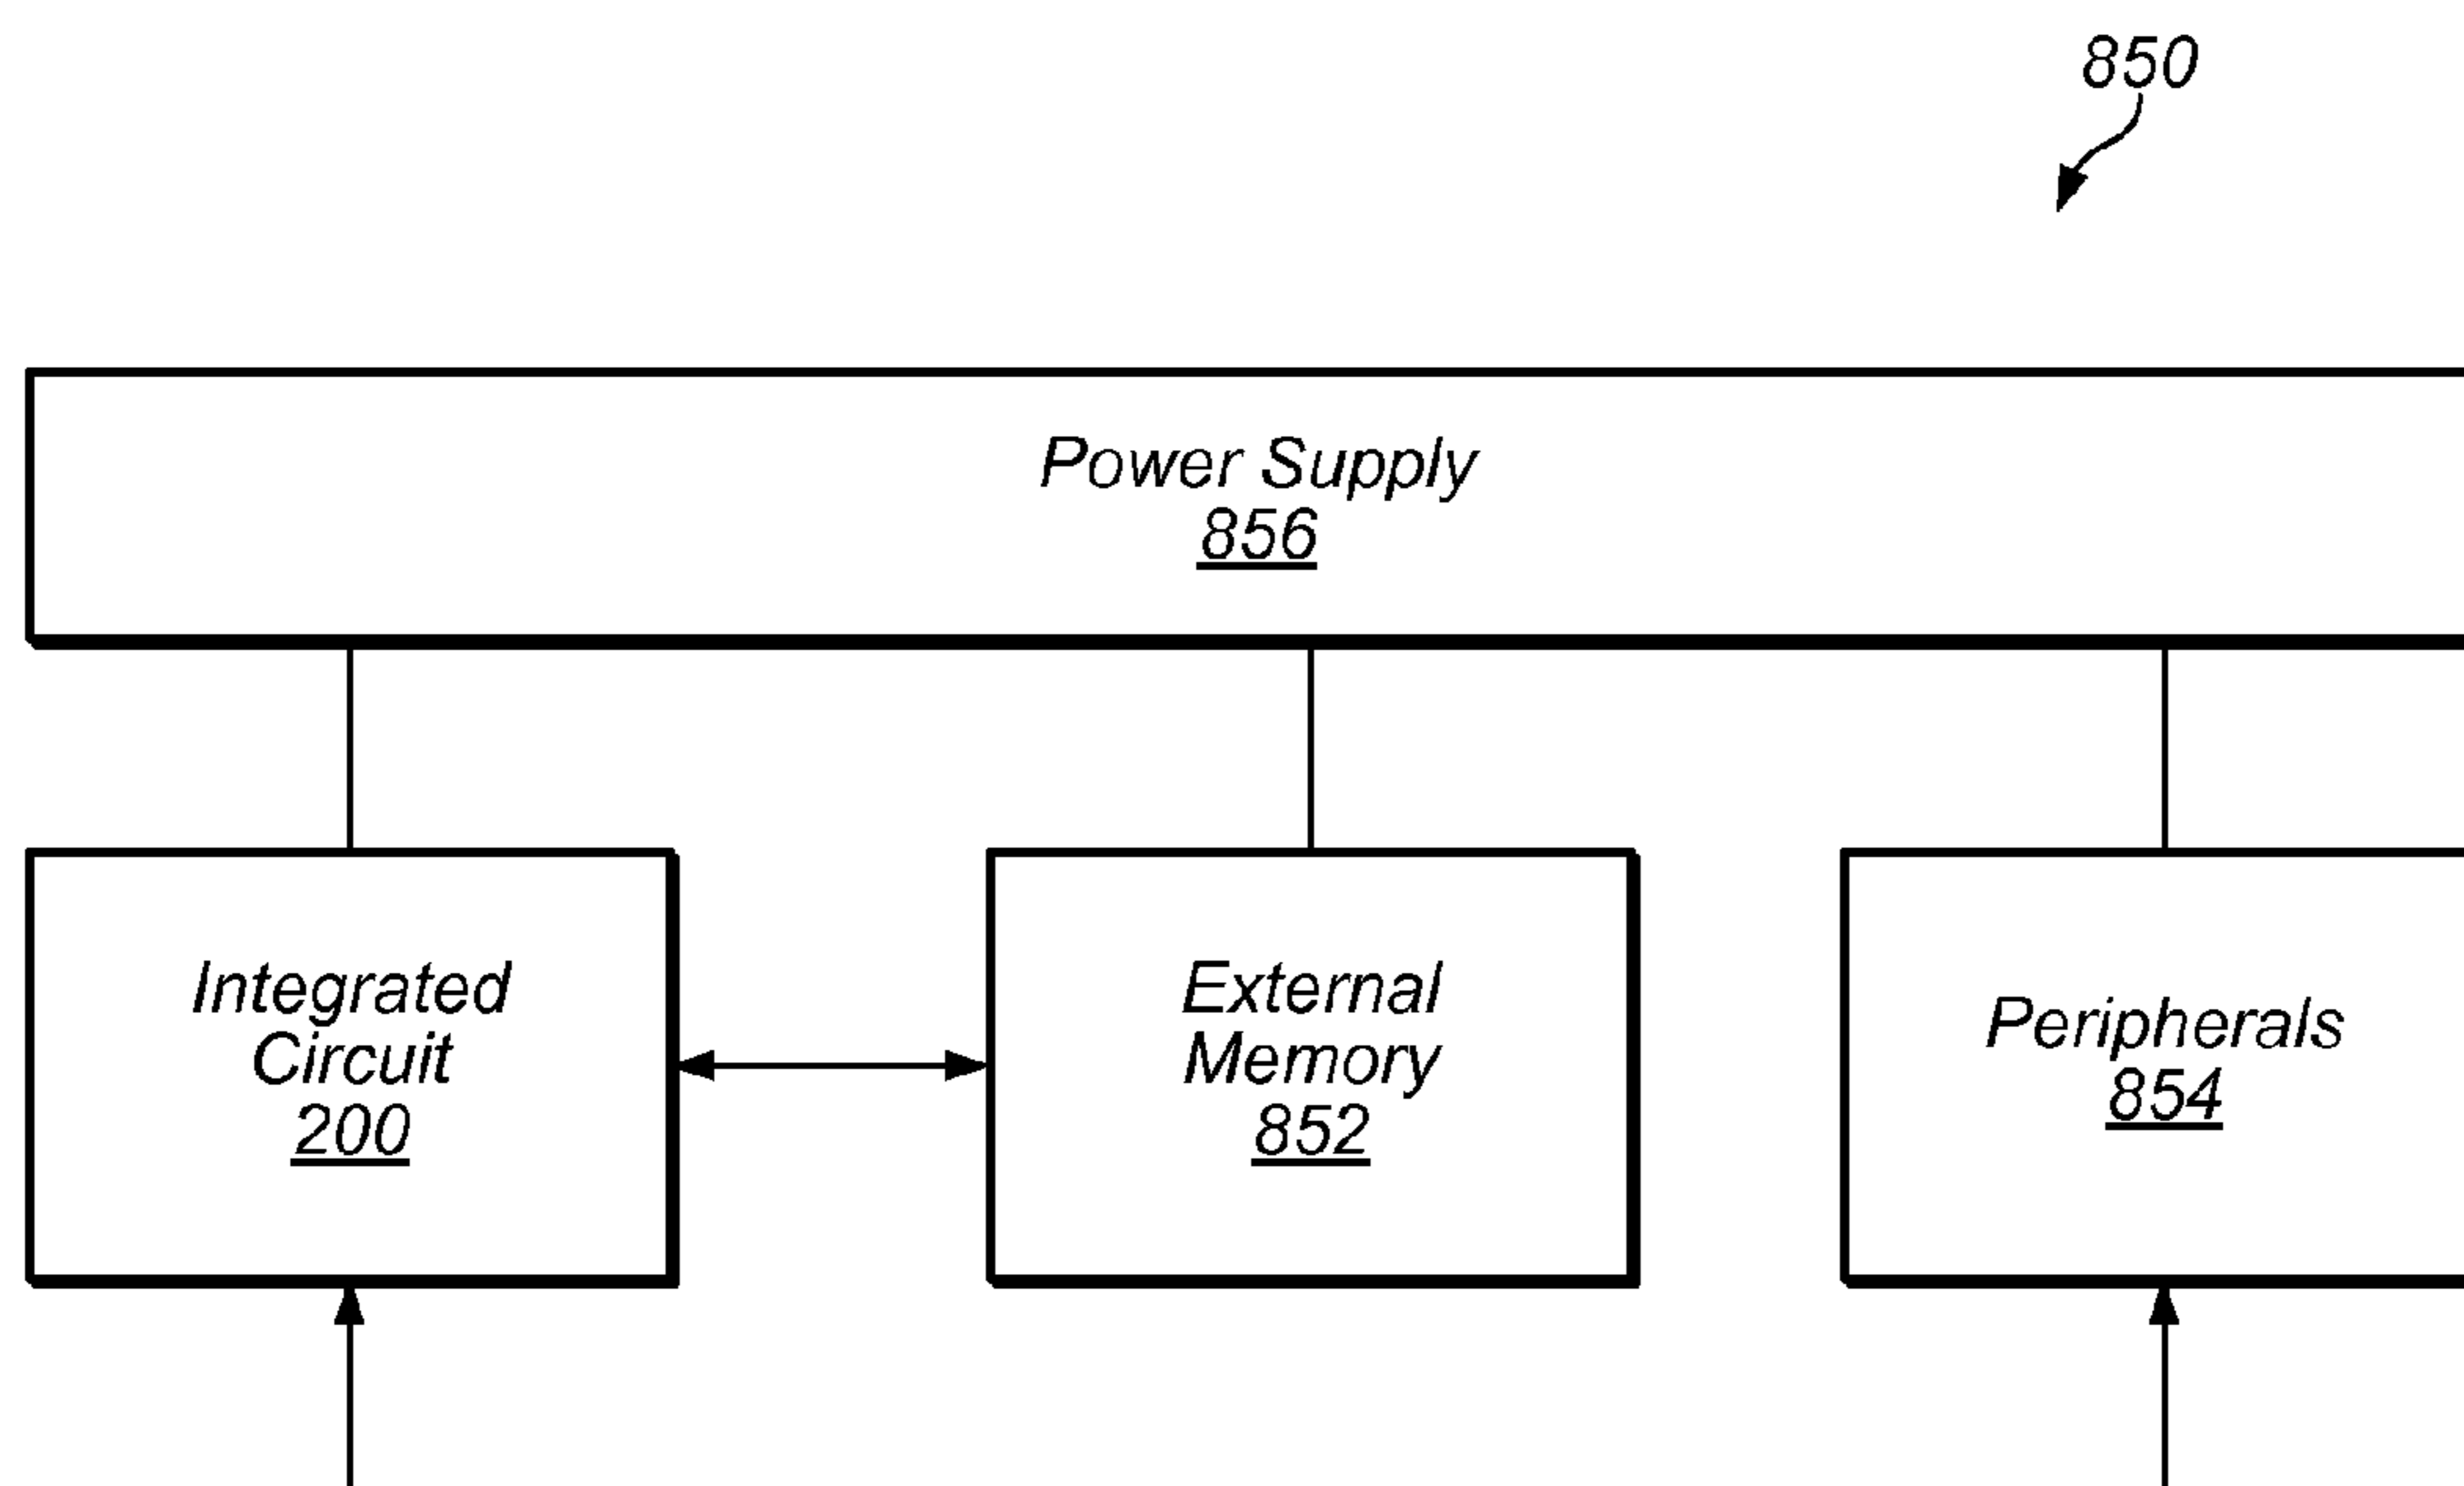 850
Power Supply
856
Integrated
Circuit
200
External
Memory
852
Peripherals
854